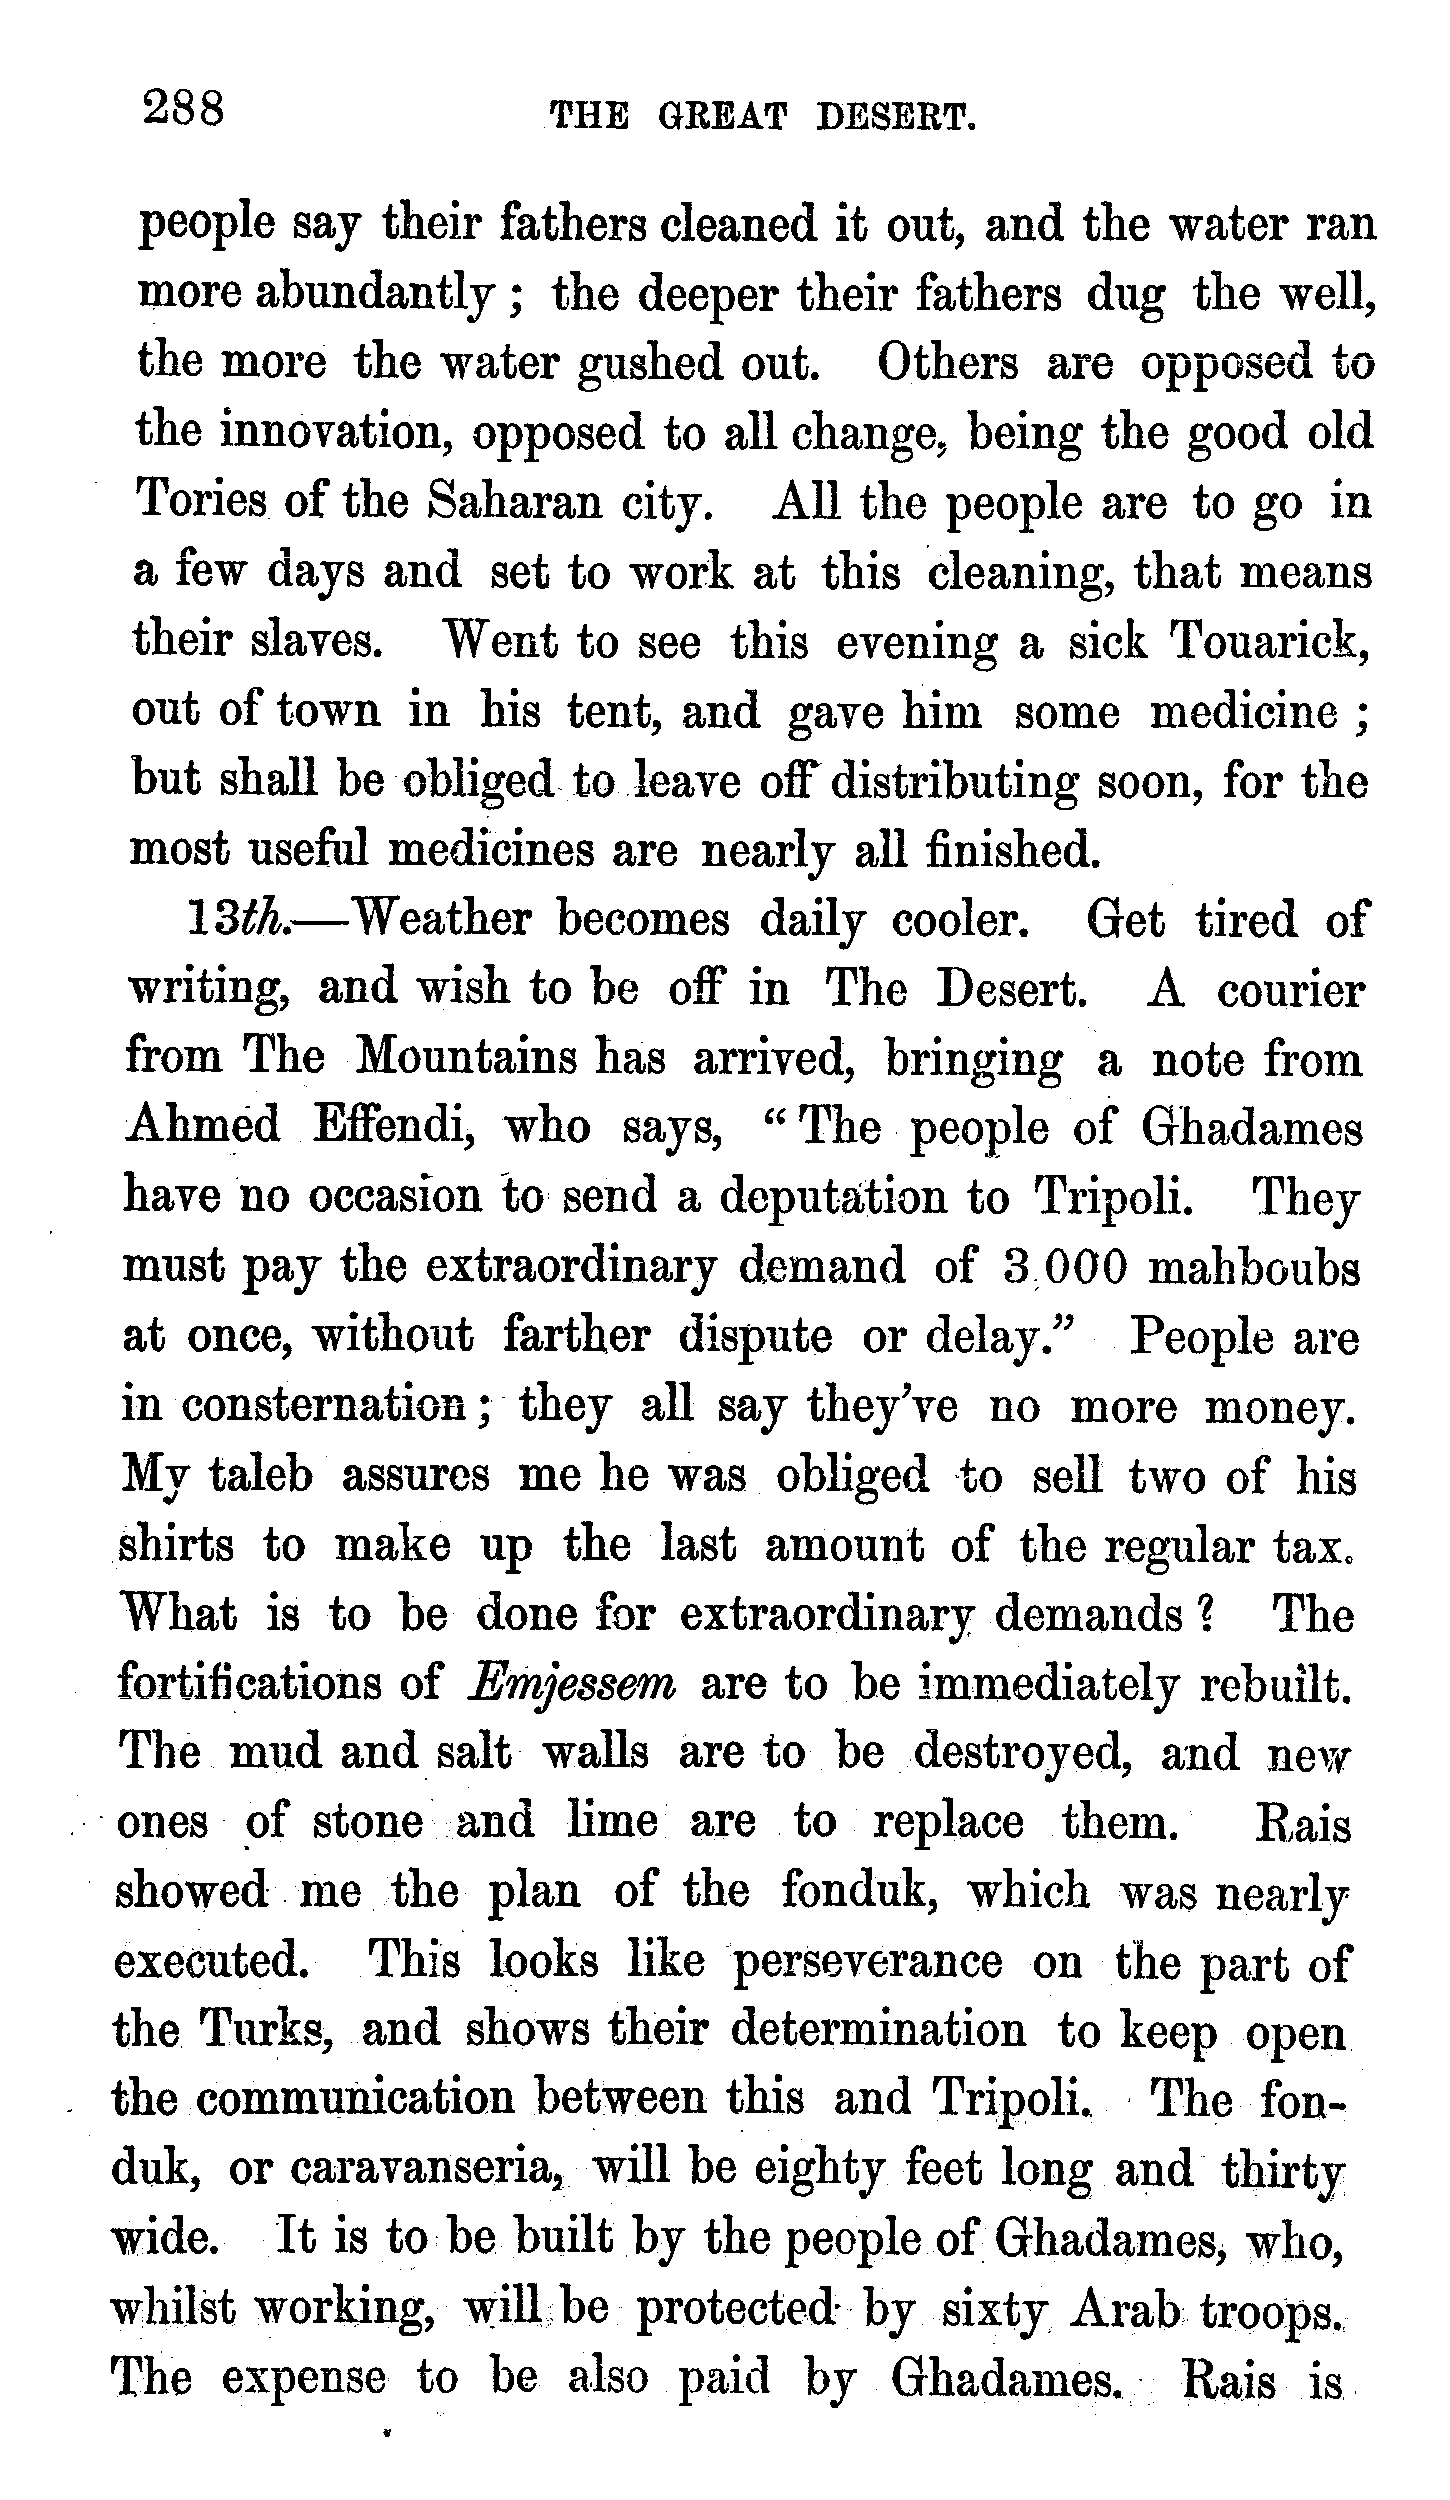 288 THE GREAT DESERT.
people say their fathers cleaned it out, and the water ran
more abundantly ; the deeper their fathers dug the well,
the more the water gushed out. Others are opposed to
the innovation, opposed to all change, being the good old
Tories of the Saharan city. All the people are to go in
a few days and set to work at this cleaning, that means
their slaves. Went to see this evening a sick Touarick,
out of town in his tent, and gave him some medicine ;
but shall be obliged to leave off distributing soon, for the
most useful medicines are nearly all finished.
13th.—Weather becomes daily cooler. Get tired of
writing, and wish to be off in The Desert. A courier
from The Mountains has arrived, bringing a note from
Ahmed Effendi, who says, “ The people of Ghadames
have no occasion to send a deputation to Tripoli. They
must pay the extraordinary demand of 3,000 mahboubs
at once, without farther dispute or delay.” People are
in consternation ; they all say they’ve no more money.
My taleb assures me he was obliged to sell two of his
shirts to make up the last amount of the regular tax.
What is to be done for extraordinary demands ? The
fortifications of Emjessem are to be immediately rebuilt.
The mud and salt walls are to be destroyed, and new
ones of stone and lime are to replace them. Rais
showed me the plan of the fonduk, which was nearly
executed. This looks like perseverance on the part of
the Turks, and shows their determination to keep open
the communication between this and Tripoli. The fon-
duk, or caravanseria, will be eighty feet long and thirty
wide. It is to be built by the people of Ghadames, who,
whilst working, will be protected by sixty Arab troops.
The expense to be also paid by Ghadames. Rais is